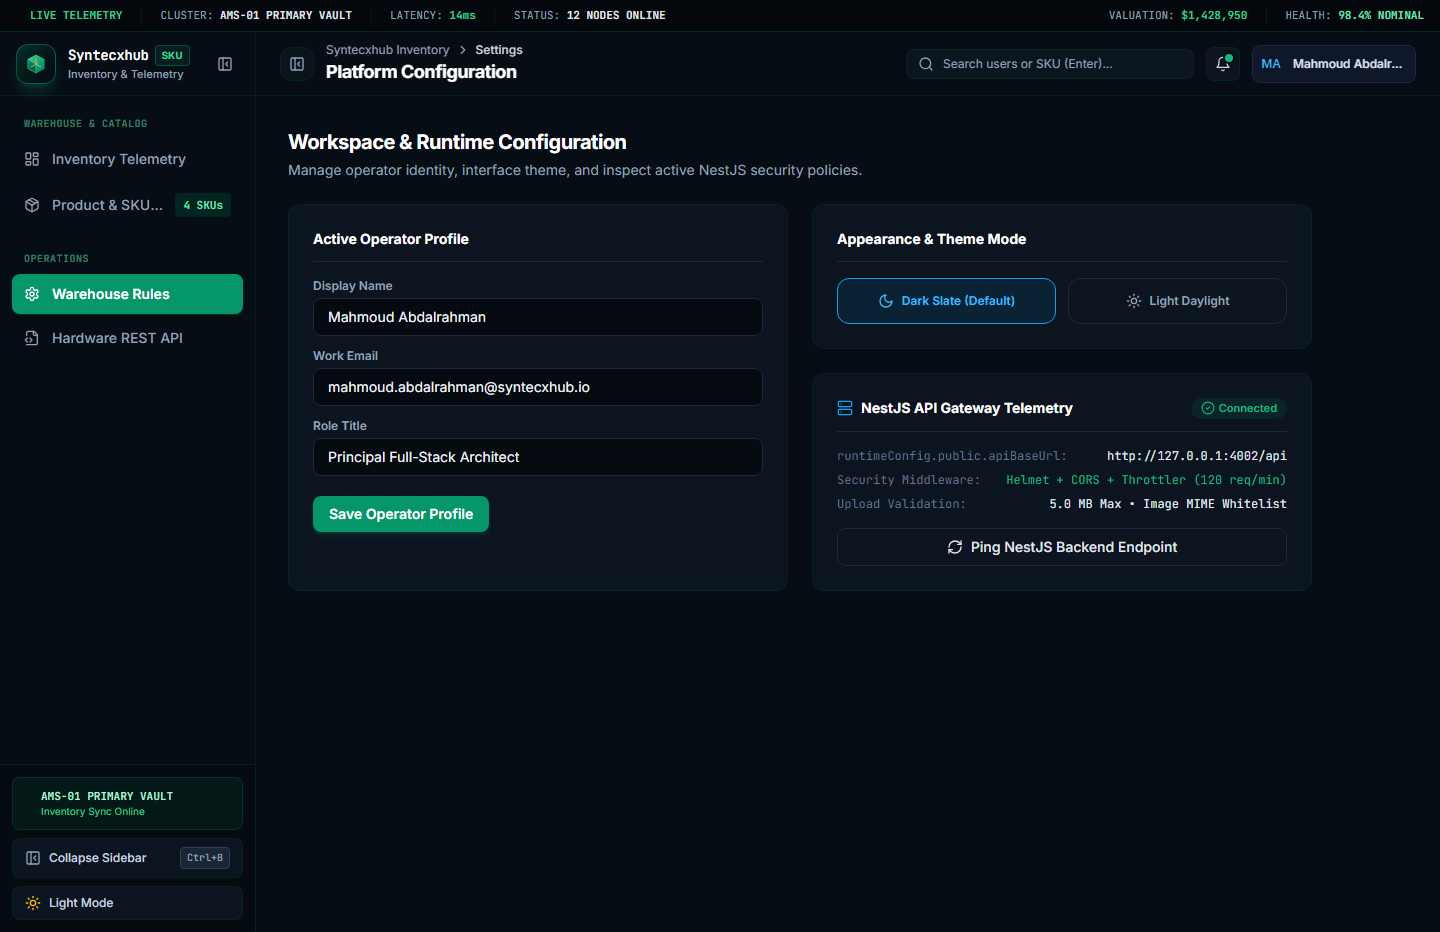 LIVE TELEMETRY CLUSTER: AMS-01 PRIMARY VAULT LATENCY: 14ms STATUS: 12 NODES ONLINE VALUATION: $1,428,950 HEALTH: 98.4% NOMINAL
Syntecxhub SKU
Inventory & Telemetry
Syntecxhub Inventory > Settings
Platform Configuration
Search users or SKU (Enter)...
MA Mahmoud Abdalr...
WAREHOUSE & CATALOG
Inventory Telemetry
Product & SKU... 4 SKUs
OPERATIONS
Warehouse Rules
Hardware REST API
Workspace & Runtime Configuration
Manage operator identity, interface theme, and inspect active NestJS security policies.
Active Operator Profile
Display Name
Mahmoud Abdalrahman
Work Email
mahmoud.abdalrahman@syntecxhub.io
Role Title
Principal Full-Stack Architect
Save Operator Profile
Appearance & Theme Mode
Dark Slate (Default) Light Daylight
NestJS API Gateway Telemetry Connected
runtimeConfig.public.apiBaseUrl: http://127.0.0.1:4002/api
Security Middleware: Helmet + CORS + Throttler (120 req/min)
Upload Validation: 5.0 MB Max • Image MIME Whitelist
Ping NestJS Backend Endpoint
AMS-01 PRIMARY VAULT
Inventory Sync Online
Collapse Sidebar Ctrl+B
Light Mode